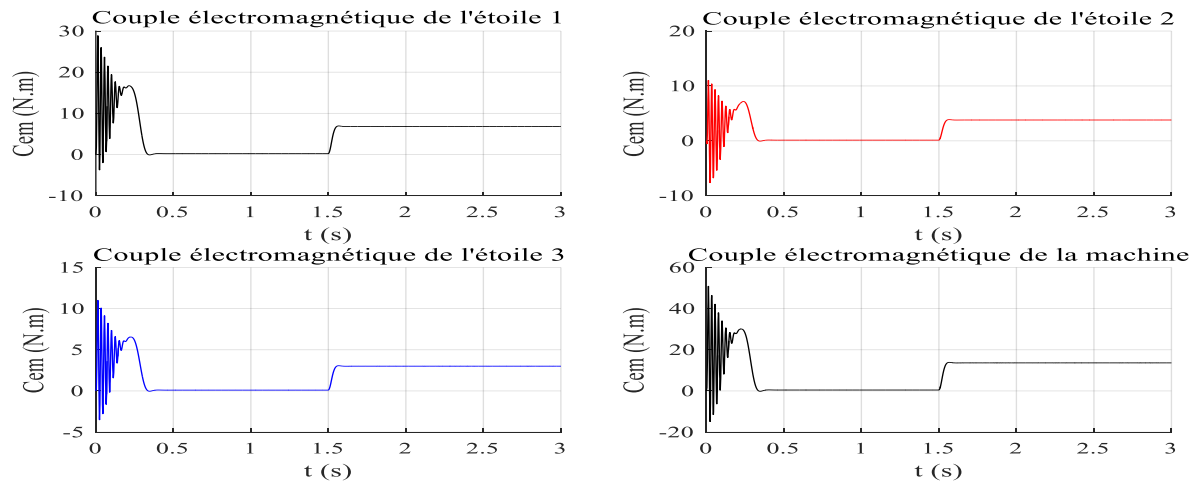 Couple électromagnétique de l'étoile 1
30
20
10
0
-10
Cem (N.m)
0 0.5 1 1.5 2 2.5 3
t (s)
Couple électromagnétique de l'étoile 2
20
10
0
-10
Cem (N.m)
0 0.5 1 1.5 2 2.5 3
t (s)
Couple électromagnétique de l'étoile 3
15
10
5
0
-5
Cem (N.m)
0 0.5 1 1.5 2 2.5 3
t (s)
Couple électromagnétique de la machine
60
40
20
0
-20
Cem (N.m)
0 0.5 1 1.5 2 2.5 3
t (s)